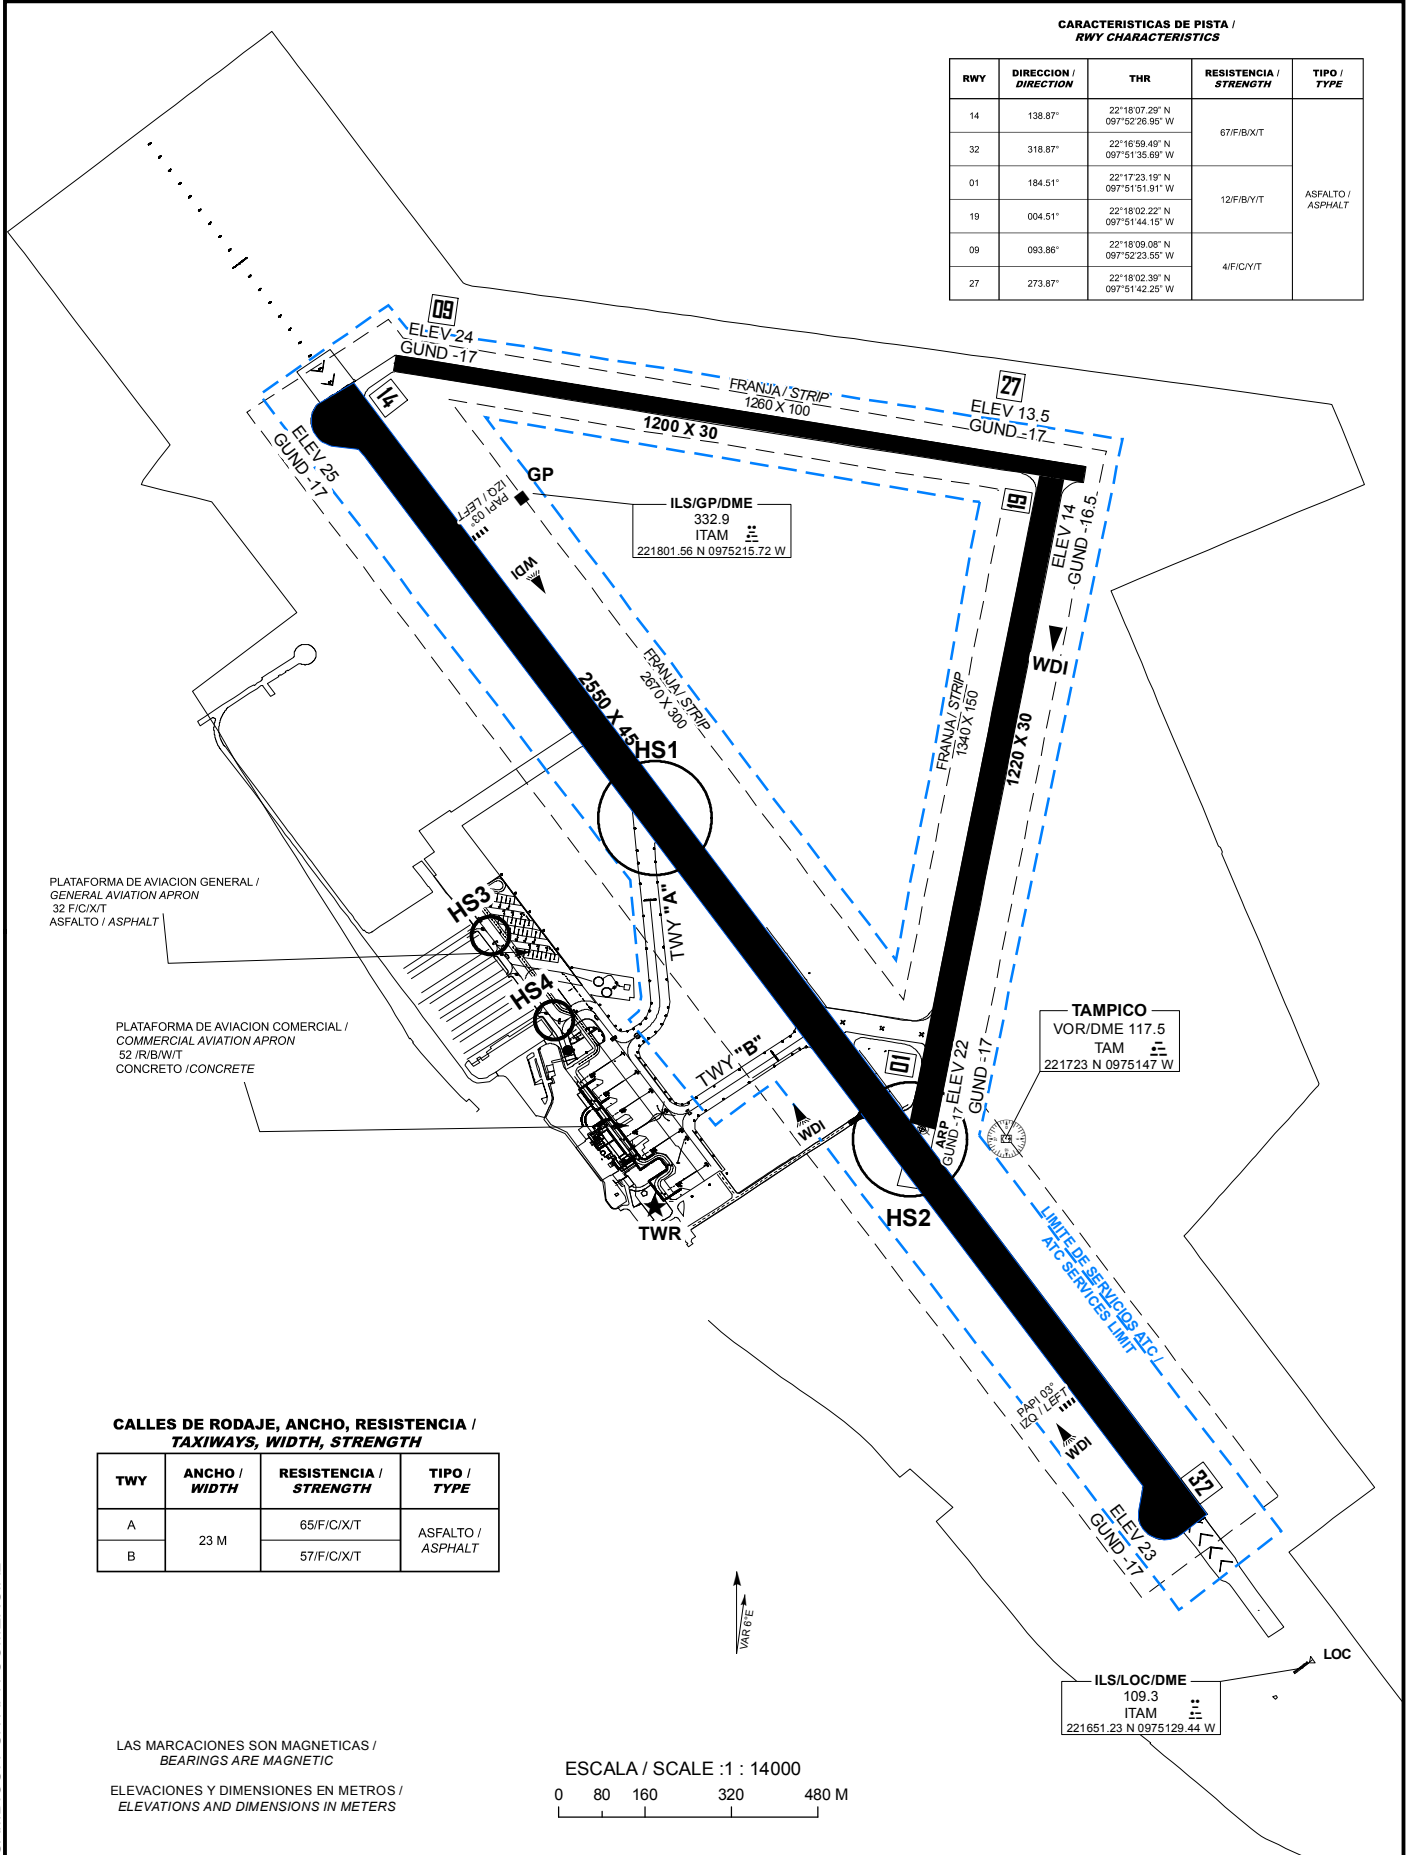 CARACTERISTICAS DE PISTA /
RWY CHARACTERISTICS
RWY
DIRECCION /
DIRECTION
THR
RESISTENCIA /
STRENGTH
TIPO /
TYPE
14
138.87°
22°18'07.29" N
097°52'26.95" W
67/F/B/X/T
32
318.87°
22°16'59.49" N
097°51'35.69" W
01
184.51°
22°17'23.19" N
097°51'51.91" W
12/F/B/Y/T
19
004.51°
22°18'02.22" N
097°51'44.15" W
09
093.86°
22°18'09.08" N
097°52'23.55" W
4/F/C/Y/T
27
273.87°
22°18'02.39" N
097°51'42.25" W
ASFALTO /
ASPHALT
09
ELEV 24
GUND -17
14
ELEV 25
GUND -17
FRANJA / STRIP
1260 X 100
1200 X 30
27
ELEV 13.5
GUND -17
19
ELEV 14
GUND -16.5
GP
PAPI 03°
IZQ / LEFT
ILS/GP/DME
332.9
ITAM
221801.56 N 0975215.72 W
WDI
WDI
FRANJA / STRIP
2670 X 300
2550 X 45
HS1
FRANJA / STRIP
1340 X 150
1220 X 30
PLATAFORMA DE AVIACION GENERAL /
GENERAL AVIATION APRON
32 F/C/X/T
ASFALTO / ASPHALT
HS3
HS4
TWY "A"
TWY "B"
PLATAFORMA DE AVIACION COMERCIAL /
COMMERCIAL AVIATION APRON
52 /R/B/W/T
CONCRETO / CONCRETE
TAMPICO
VOR/DME 117.5
TAM
221723 N 0975147 W
01
ELEV 22
GUND -17
ARP
GUND -17
WDI
HS2
TWR
LIMITE DE SERVICIOS ATC /
ATC SERVICES LIMIT
PAPI 03°
IZQ / LEFT
WDI
32
ELEV 23
GUND -17
CALLES DE RODAJE, ANCHO, RESISTENCIA /
TAXIWAYS, WIDTH, STRENGTH
TWY
ANCHO /
WIDTH
RESISTENCIA /
STRENGTH
TIPO /
TYPE
A
23 M
65/F/C/X/T
ASFALTO /
ASPHALT
B
57/F/C/X/T
VAR 6°E
LOC
ILS/LOC/DME
109.3
ITAM
221651.23 N 0975129.44 W
LAS MARCACIONES SON MAGNETICAS /
BEARINGS ARE MAGNETIC
ELEVACIONES Y DIMENSIONES EN METROS /
ELEVATIONS AND DIMENSIONS IN METERS
ESCALA / SCALE :1 : 14000
0 80 160 320 480 M